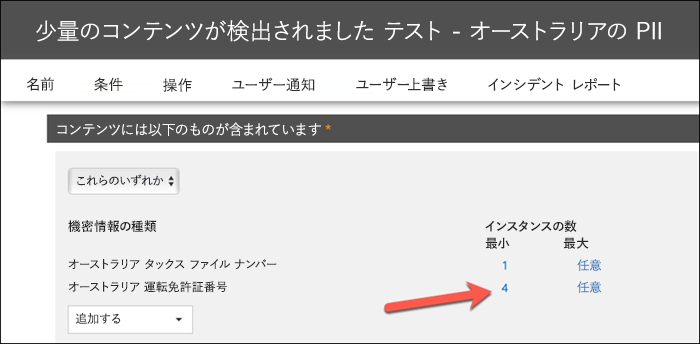 少量のコンテンツが検出されました テスト - オーストラリアの PII
名前 条件 操作 ユーザー通知 ユーザー上書き インシデント レポート
コンテンツには以下のものが含まれています *
これらのいずれか
機密情報の種類 インスタンスの数
最小 最大
オーストラリア タックス ファイル ナンバー 1 任意
オーストラリア 運転免許証番号 4 任意
追加する